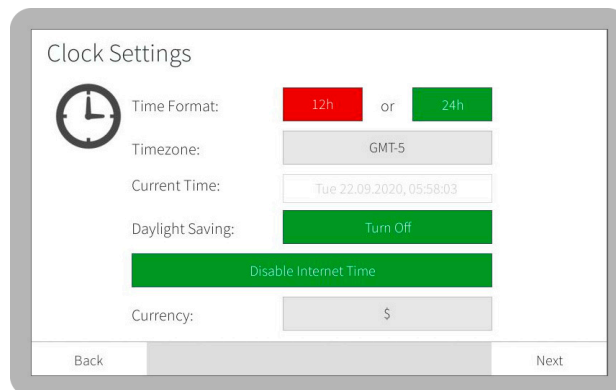 Clock Settings
Time Format: 12h or 24h
Timezone: GMT-5
Current Time: Tue 22.09.2020, 05:58:03
Daylight Saving: Turn Off
Disable Internet Time
Currency: $
Back Next